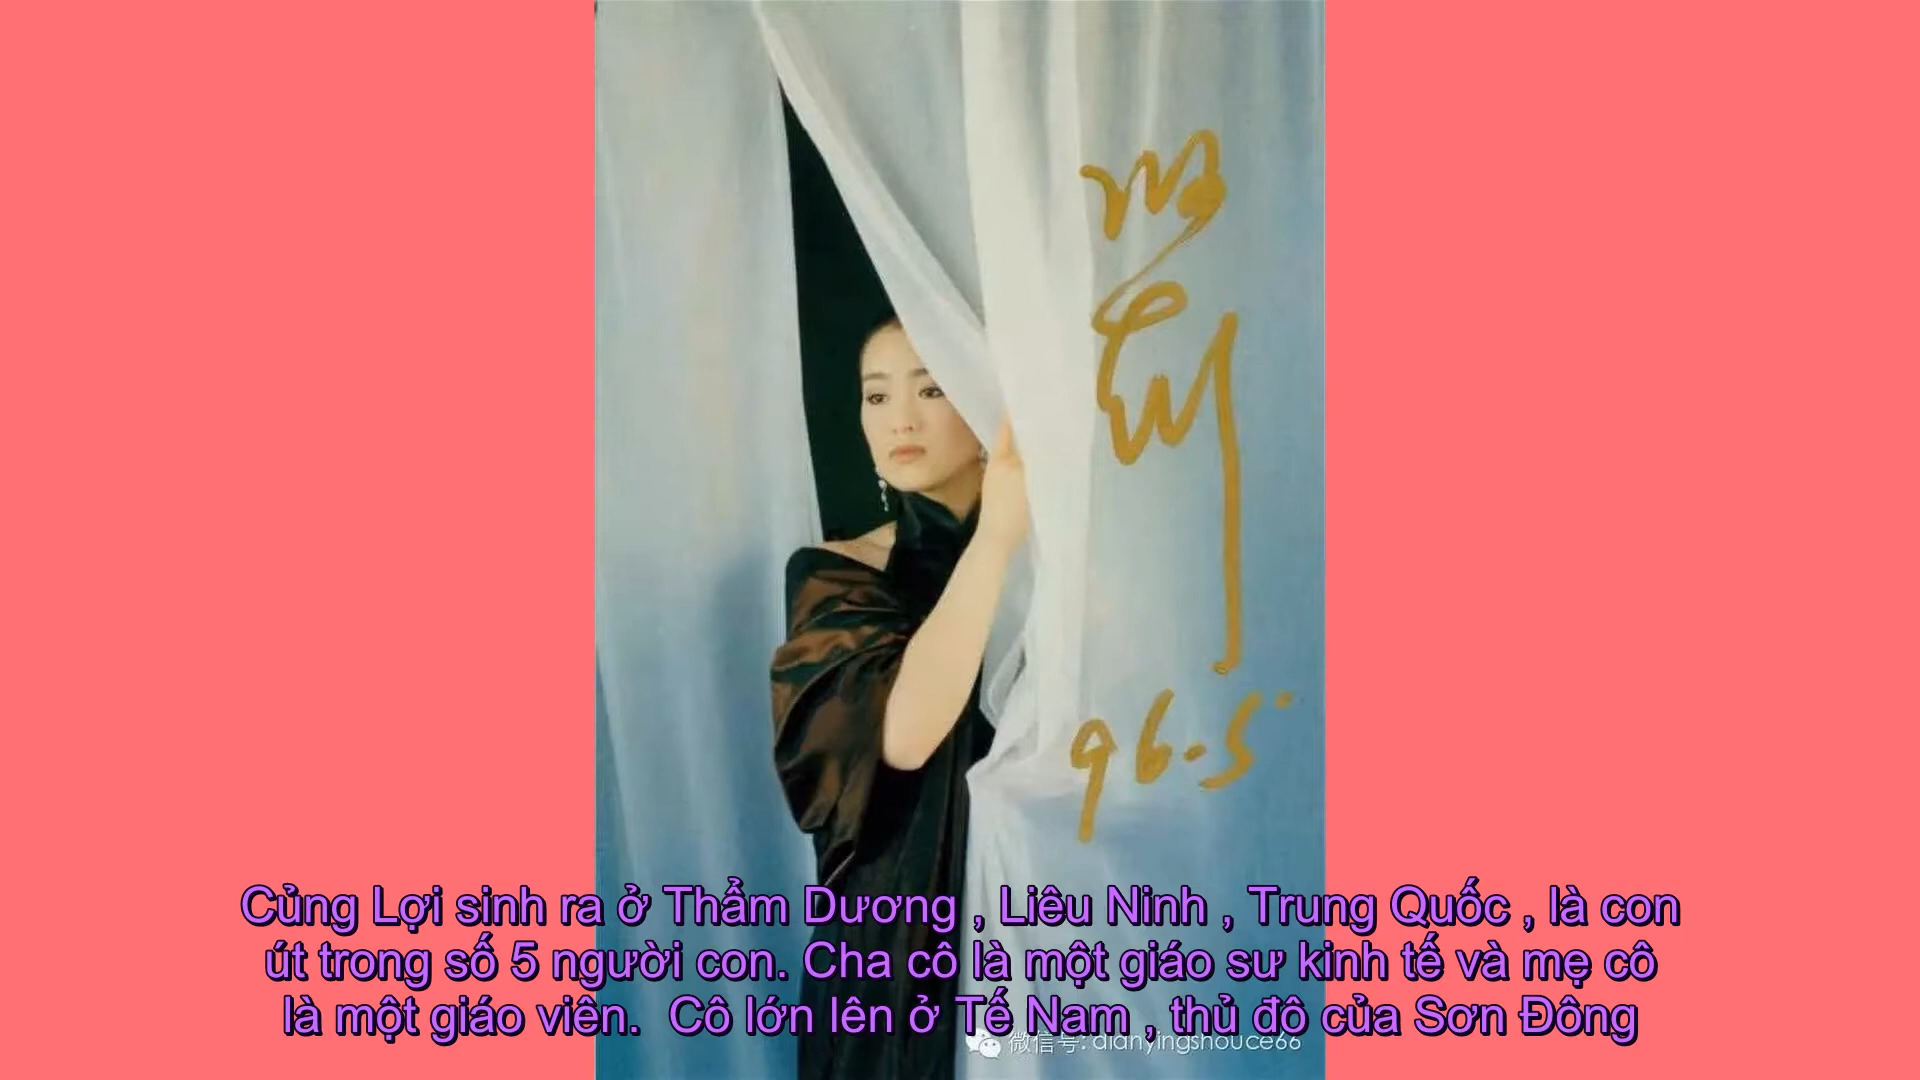 96-5
Củng Lợi sinh ra ở Thẩm Dương , Liêu Ninh , Trung Quốc , là con
út trong số 5 người con. Cha cô là một giáo sư kinh tế và mẹ cô
là một giáo viên.  Cô lớn lên ở Tế Nam , thủ đô của Sơn Đông
微信号: dianyingshouce66